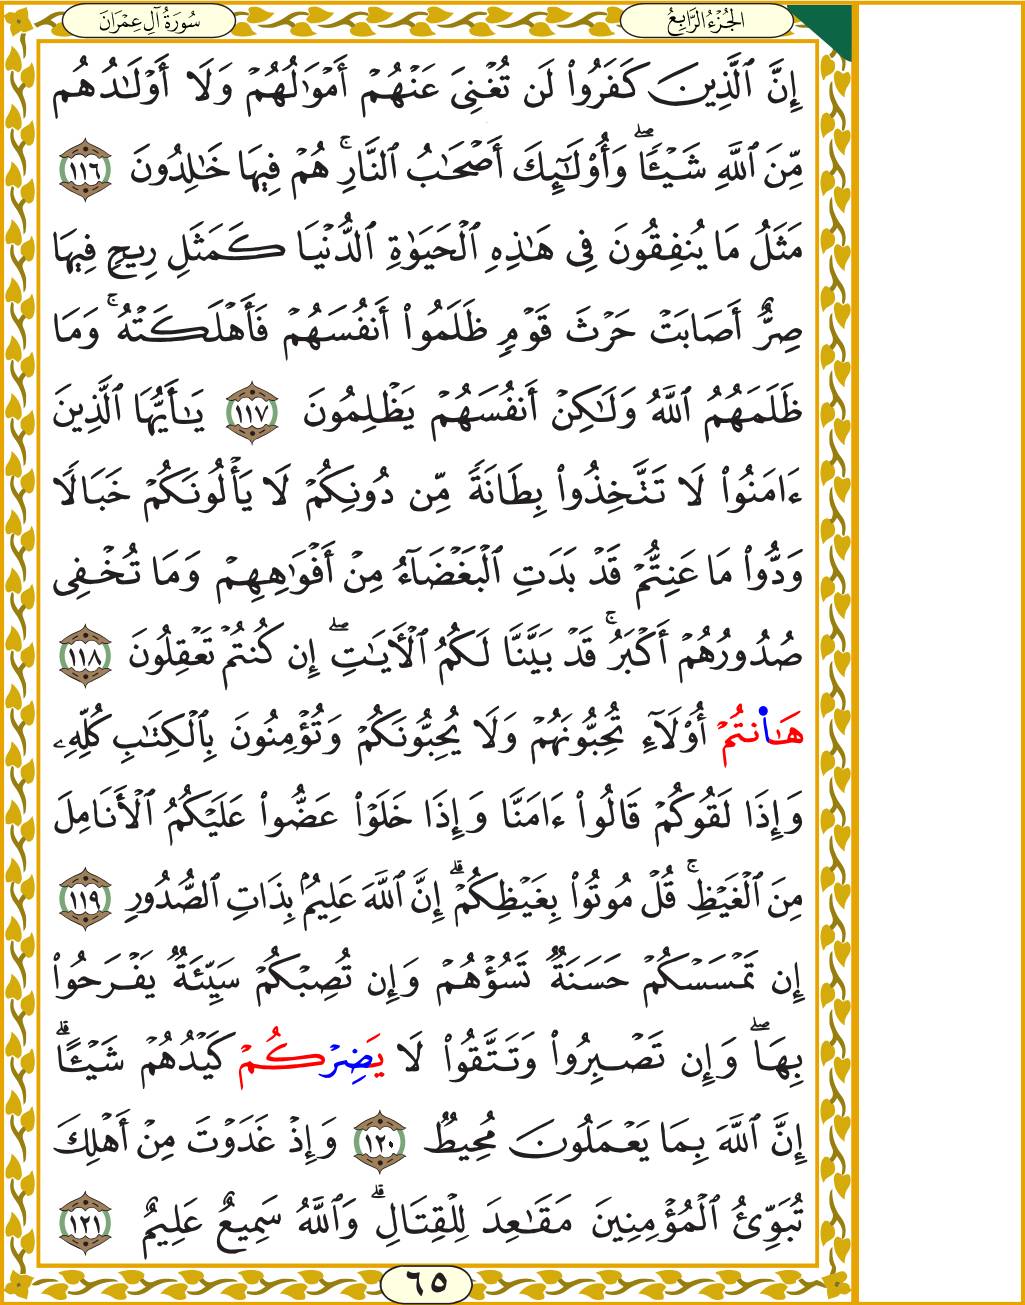 الجُزْءُ الرَّابِعُ
سُورَةُ آلِ عِمْرَانَ
إِنَّ ٱلَّذِينَ كَفَرُواْ لَن تُغْنِىَ عَنْهُمْ أَمْوَٰلُهُمْ وَلَا أَوْلَٰدُهُم
مِّنَ ٱللَّهِ شَيْـًٔاۖ وَأُوْلَـٰٓئِكَ أَصْحَـٰبُ ٱلنَّارِۚ هُمْ فِيهَا خَـٰلِدُونَ ١١٦
مَثَلُ مَا يُنفِقُونَ فِى هَـٰذِهِ ٱلْحَيَوٰةِ ٱلدُّنْيَا كَمَثَلِ رِيحٍ فِيهَا
صِرٌّ أَصَابَتْ حَرْثَ قَوْمٍ ظَلَمُواْ أَنفُسَهُمْ فَأَهْلَكَتْهُۚ وَمَا
ظَلَمَهُمُ ٱللَّهُ وَلَـٰكِنْ أَنفُسَهُمْ يَظْلِمُونَ ١١٧ يَـٰأَيُّهَا ٱلَّذِينَ
ءَامَنُواْ لَا تَتَّخِذُواْ بِطَانَةً مِّن دُونِكُمْ لَا يَأْلُونَكُمْ خَبَالًا
وَدُّواْ مَا عَنِتُّمْ قَدْ بَدَتِ ٱلْبَغْضَآءُ مِنْ أَفْوَٰهِهِمْ وَمَا تُخْفِى
صُدُورُهُمْ أَكْبَرُۚ قَدْ بَيَّنَّا لَكُمُ ٱلْـَٔايَـٰتِۖ إِن كُنتُمْ تَعْقِلُونَ ١١٨
هَـٰا۬نتُمْ أُوْلَآءِ تُحِبُّونَهُمْ وَلَا يُحِبُّونَكُمْ وَتُؤْمِنُونَ بِٱلْكِتَـٰبِ كُلِّهِۦ
وَإِذَا لَقُوكُمْ قَالُواْ ءَامَنَّا وَإِذَا خَلَوْاْ عَضُّواْ عَلَيْكُمُ ٱلْأَنَامِلَ
مِنَ ٱلْغَيْظِۚ قُلْ مُوتُواْ بِغَيْظِكُمْۗ إِنَّ ٱللَّهَ عَلِيمُۢ بِذَاتِ ٱلصُّدُورِ ١١٩
إِن تَمْسَسْكُمْ حَسَنَةٌ تَسُؤْهُمْ وَإِن تُصِبْكُمْ سَيِّئَةٌ يَفْرَحُواْ
بِهَاۖ وَإِن تَصْبِرُواْ وَتَتَّقُواْ لَا يَضِرْكُمْ كَيْدُهُمْ شَيْـًٔاۗ
إِنَّ ٱللَّهَ بِمَا يَعْمَلُونَ مُحِيطٌ ١٢٠ وَإِذْ غَدَوْتَ مِنْ أَهْلِكَ
تُبَوِّئُ ٱلْمُؤْمِنِينَ مَقَـٰعِدَ لِلْقِتَالِۗ وَٱللَّهُ سَمِيعٌ عَلِيمٌ ١٢١
٦٥